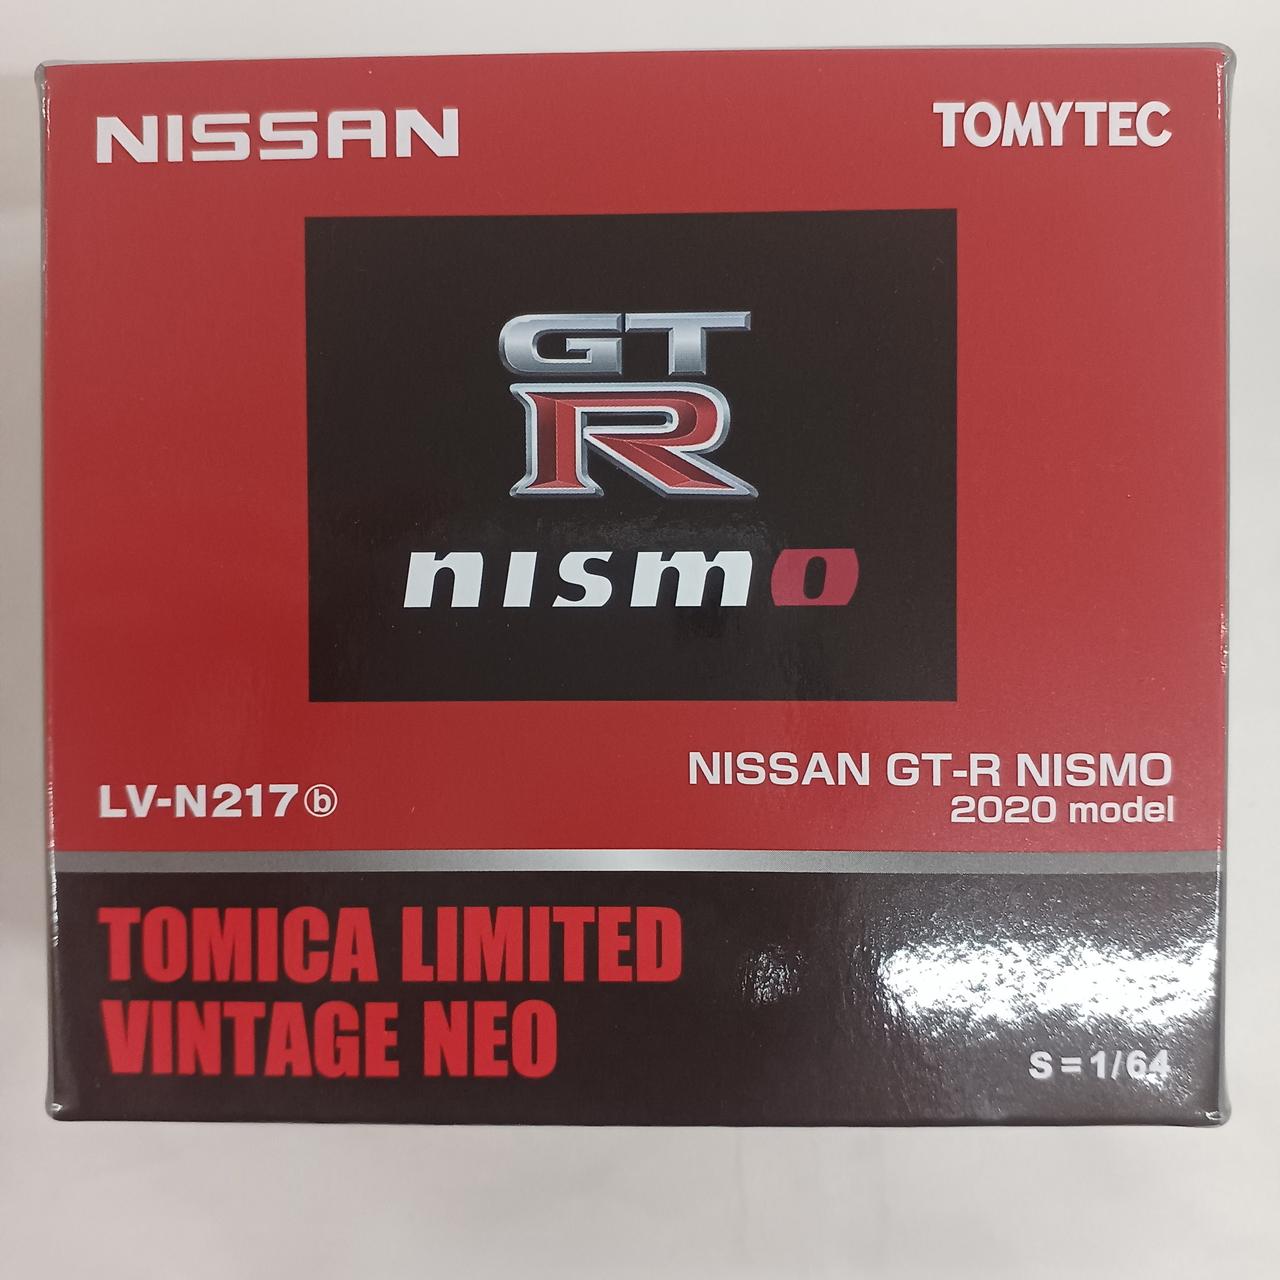 NISSAN
TOMYTEC
GT
R
nismo
NISSAN GT-R NISMO
2020 model
LV-N217ⓑ
TOMICA LIMITED
VINTAGE NEO
S=1/64